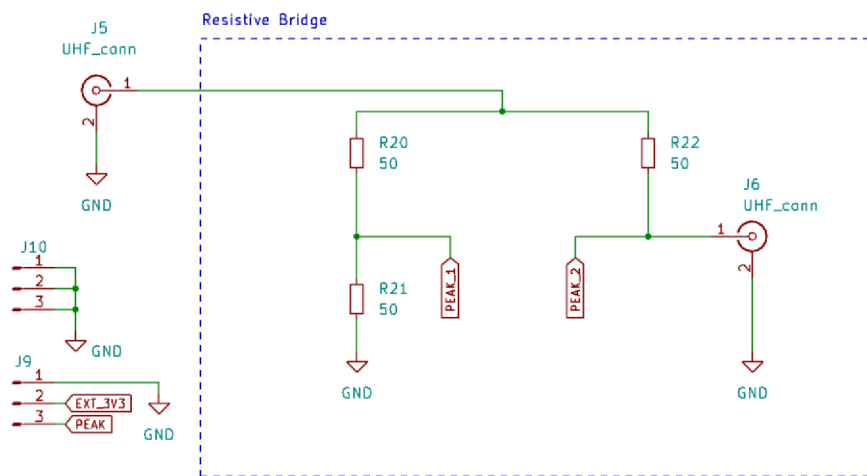 Resistive Bridge
J5
UHF_conn
1
2
GND
R20
50
R22
50
J6
UHF_conn
1
2
GND
PEAK_1
PEAK_2
R21
50
GND
J10
1
2
3
GND
J9
1
2
3
EXT_3V3
PEAK
GND